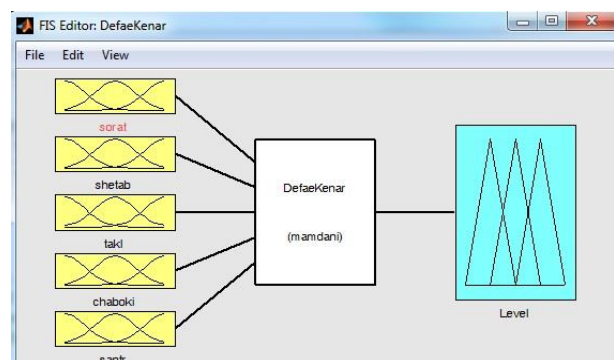 FIS Editor: DefaeKenar
File Edit View
sorat
shetab
takl
chaboki
DefaeKenar
(mamdani)
Level